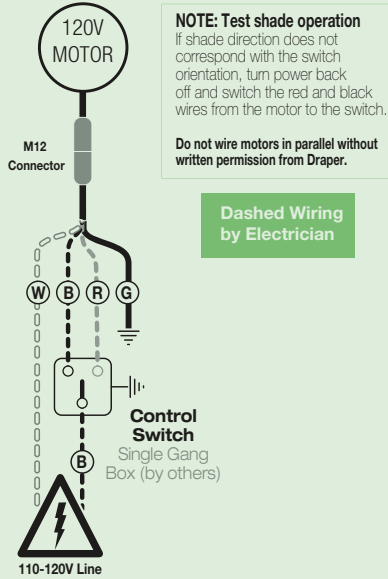 120V
MOTOR
NOTE: Test shade operation
If shade direction does not
correspond with the switch
orientation, turn power back
off and switch the red and black
wires from the motor to the switch.
Do not wire motors in parallel without
written permission from Draper.
M12
Connector
Dashed Wiring
by Electrician
W B R G
Control
Switch
Single Gang
Box (by others)
B
110-120V Line